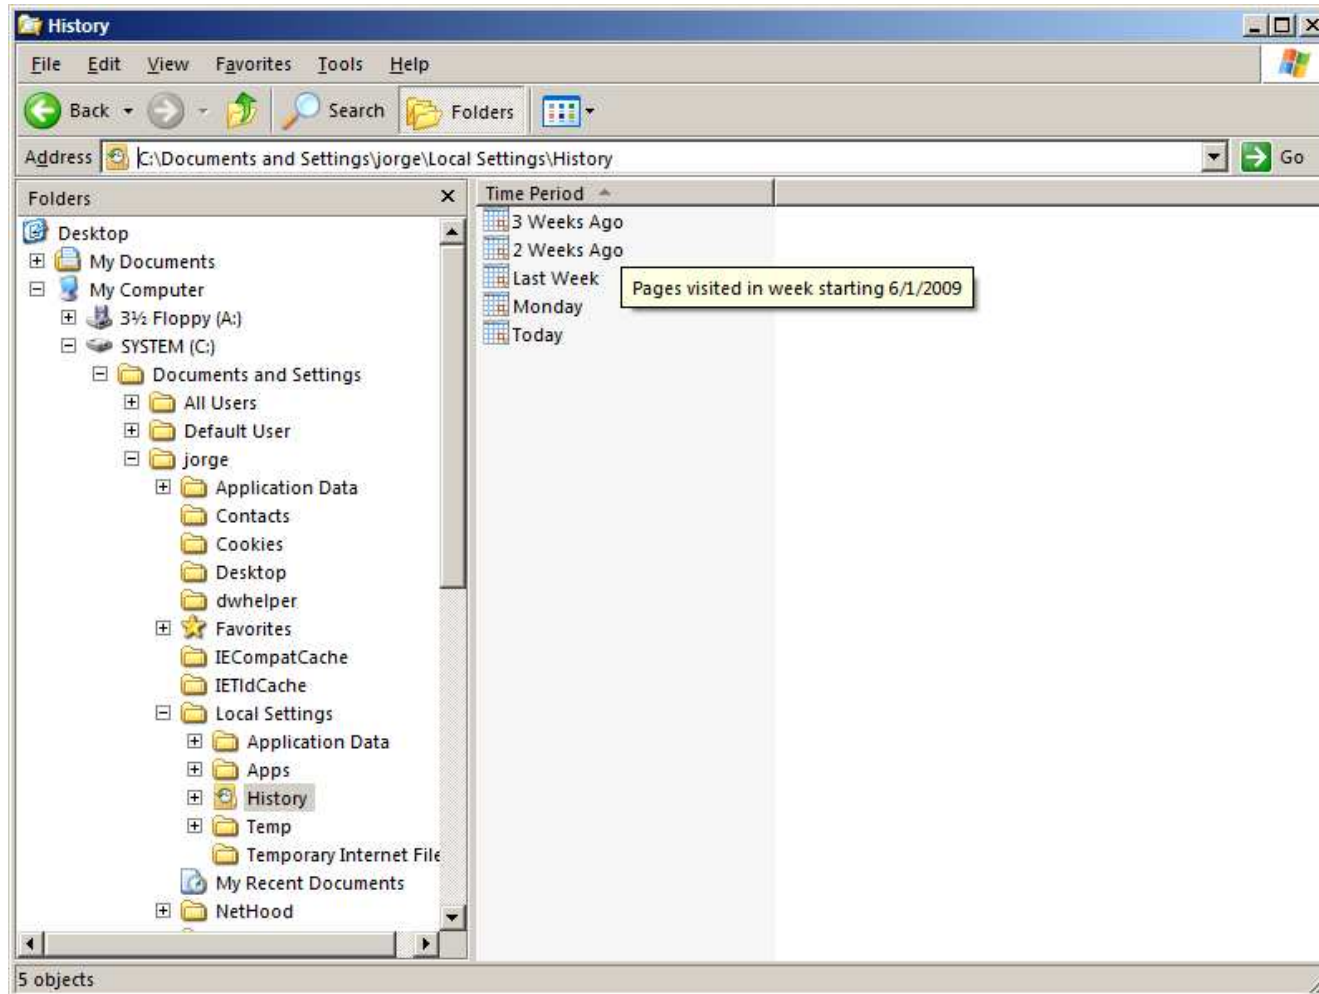 History
File Edit View Favorites Tools Help
Back Search Folders
Address C:\Documents and Settings\jorge\Local Settings\History Go
Folders
Desktop
My Documents
My Computer
3½ Floppy (A:)
SYSTEM (C:)
Documents and Settings
All Users
Default User
jorge
Application Data
Contacts
Cookies
Desktop
dwhelper
Favorites
IECompatCache
IETldCache
Local Settings
Application Data
Apps
History
Temp
Temporary Internet File
My Recent Documents
NetHood
Time Period
3 Weeks Ago
2 Weeks Ago
Last Week
Pages visited in week starting 6/1/2009
Monday
Today
5 objects